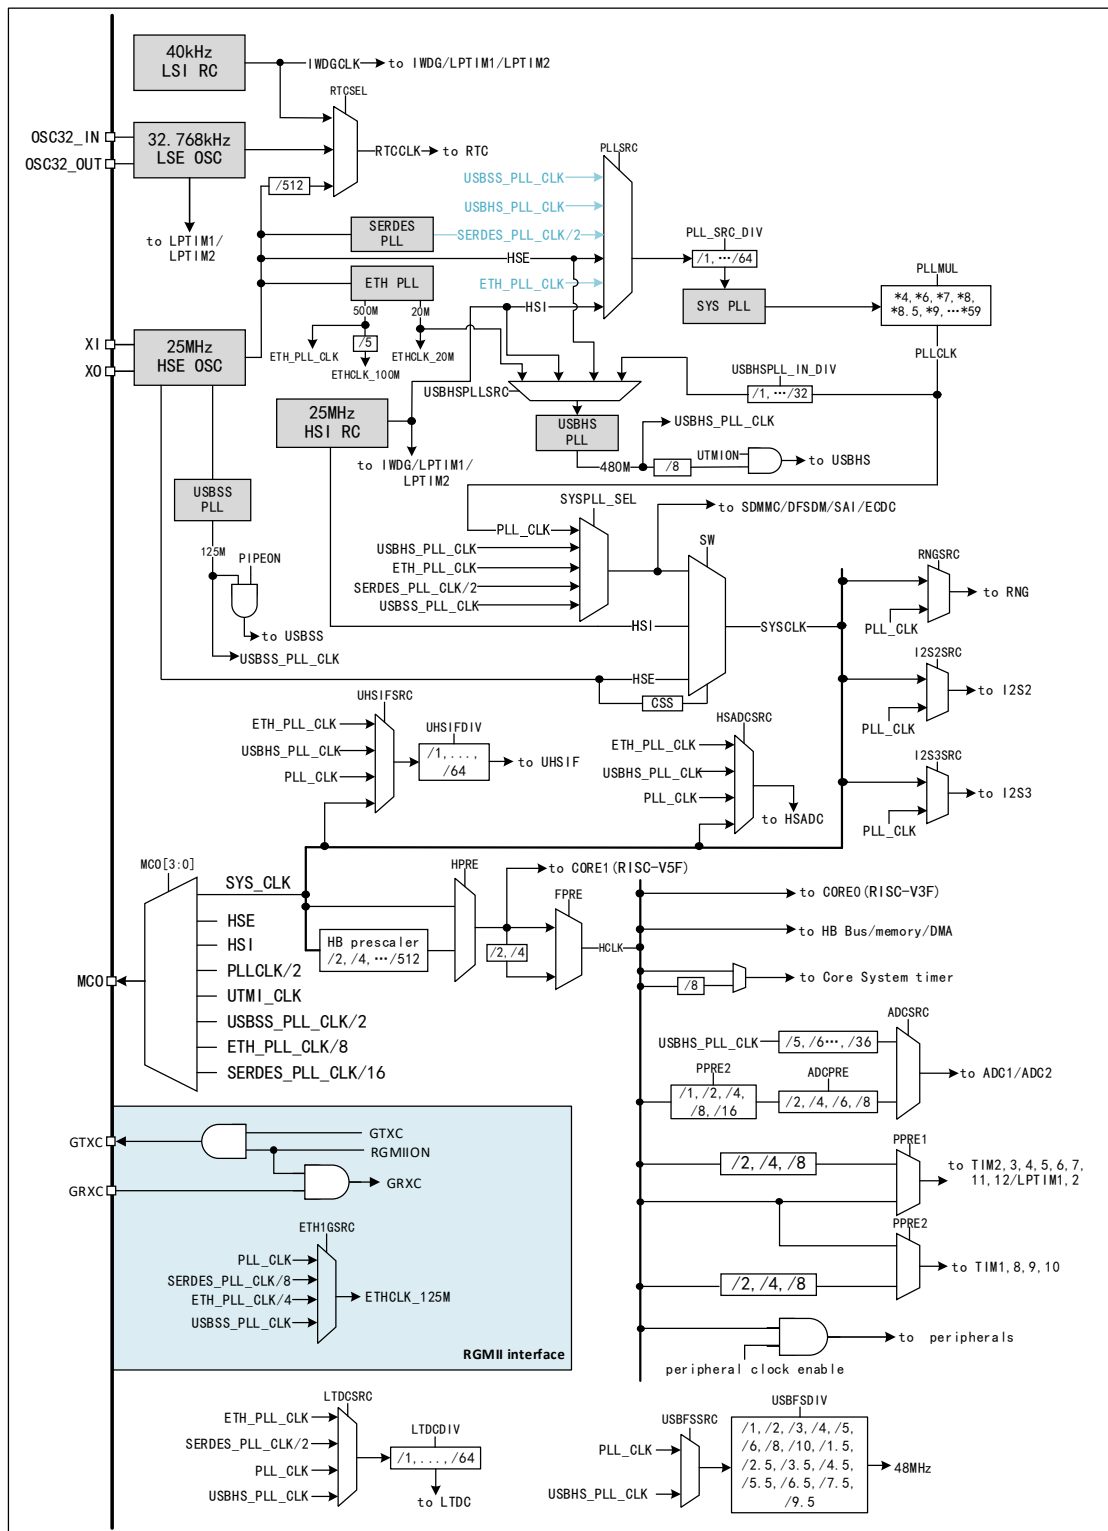 40kHz
LSI RC
IWDGCLK
to IWDG/LPTIM1/LPTIM2
RTCSEL
OSC32_IN
OSC32_OUT
32.768kHz
LSE OSC
RTCCLK
to RTC
/512
to LPTIM1/
LPTIM2
PLLSRC
USBSS_PLL_CLK
USBHS_PLL_CLK
SERDES
PLL
SERDES_PLL_CLK/2
HSE
ETH PLL
ETH_PLL_CLK
HSI
500M
20M
/5
ETH_PLL_CLK
ETHCLK_20M
ETHCLK_100M
PLL_SRC_DIV
/1, ···/64
SYS PLL
PLLMUL
*4, *6, *7, *8,
*8.5, *9, ···*59
PLLCLK
XI
XO
25MHz
HSE OSC
USBHSPLLSRC
USBHSPLL_IN_DIV
/1, ···/32
25MHz
HSI RC
USBHS
PLL
USBHS_PLL_CLK
480M
/8
UTMION
to USBHS
to IWDG/LPTIM1/
LPTIM2
USBSS
PLL
125M
PIPEON
to USBSS
USBSS_PLL_CLK
SYSPLL_SEL
to SDMMC/DFSDM/SAI/ECDC
PLL_CLK
USBHS_PLL_CLK
ETH_PLL_CLK
SERDES_PLL_CLK/2
USBSS_PLL_CLK
SW
HSI
SYSCLK
HSE
CSS
RNGSRC
to RNG
PLL_CLK
I2S2SRC
to I2S2
PLL_CLK
I2S3SRC
to I2S3
PLL_CLK
UHSIFSRC
ETH_PLL_CLK
USBHS_PLL_CLK
PLL_CLK
UHSIFDIV
/1, ...,
/64
to UHSIF
HSADCSRC
ETH_PLL_CLK
USBHS_PLL_CLK
PLL_CLK
to HSADC
MCO[3:0]
SYS_CLK
HSE
HSI
PLLCLK/2
UTMI_CLK
USBSS_PLL_CLK/2
ETH_PLL_CLK/8
SERDES_PLL_CLK/16
MCO
HPRE
HB prescaler
/2, /4, ···/512
to CORE1(RISC-V5F)
FPRE
/2, /4
HCLK
to CORE0(RISC-V3F)
to HB Bus/memory/DMA
/8
to Core System timer
ADCSRC
USBHS_PLL_CLK
/5, /6···, /36
PPRE2
/1, /2, /4,
/8, /16
ADCPRE
/2, /4, /6, /8
to ADC1/ADC2
PPRE1
/2, /4, /8
to TIM2, 3, 4, 5, 6, 7,
11, 12/LPTIM1, 2
PPRE2
/2, /4, /8
to TIM1, 8, 9, 10
to peripherals
peripheral clock enable
GTXC
GTXC
RGMIION
GRXC
GRXC
ETH1GSRC
PLL_CLK
SERDES_PLL_CLK/8
ETH_PLL_CLK/4
USBSS_PLL_CLK
ETHCLK_125M
RGMII interface
LTDCSRC
ETH_PLL_CLK
SERDES_PLL_CLK/2
PLL_CLK
USBHS_PLL_CLK
LTDCDIV
/1, ..., /64
to LTDC
USBFSSRC
PLL_CLK
USBHS_PLL_CLK
USBFSDIV
/1, /2, /3, /4, /5,
/6, /8, /10, /1.5,
/2.5, /3.5, /4.5,
/5.5, /6.5, /7.5,
/9.5
48MHz